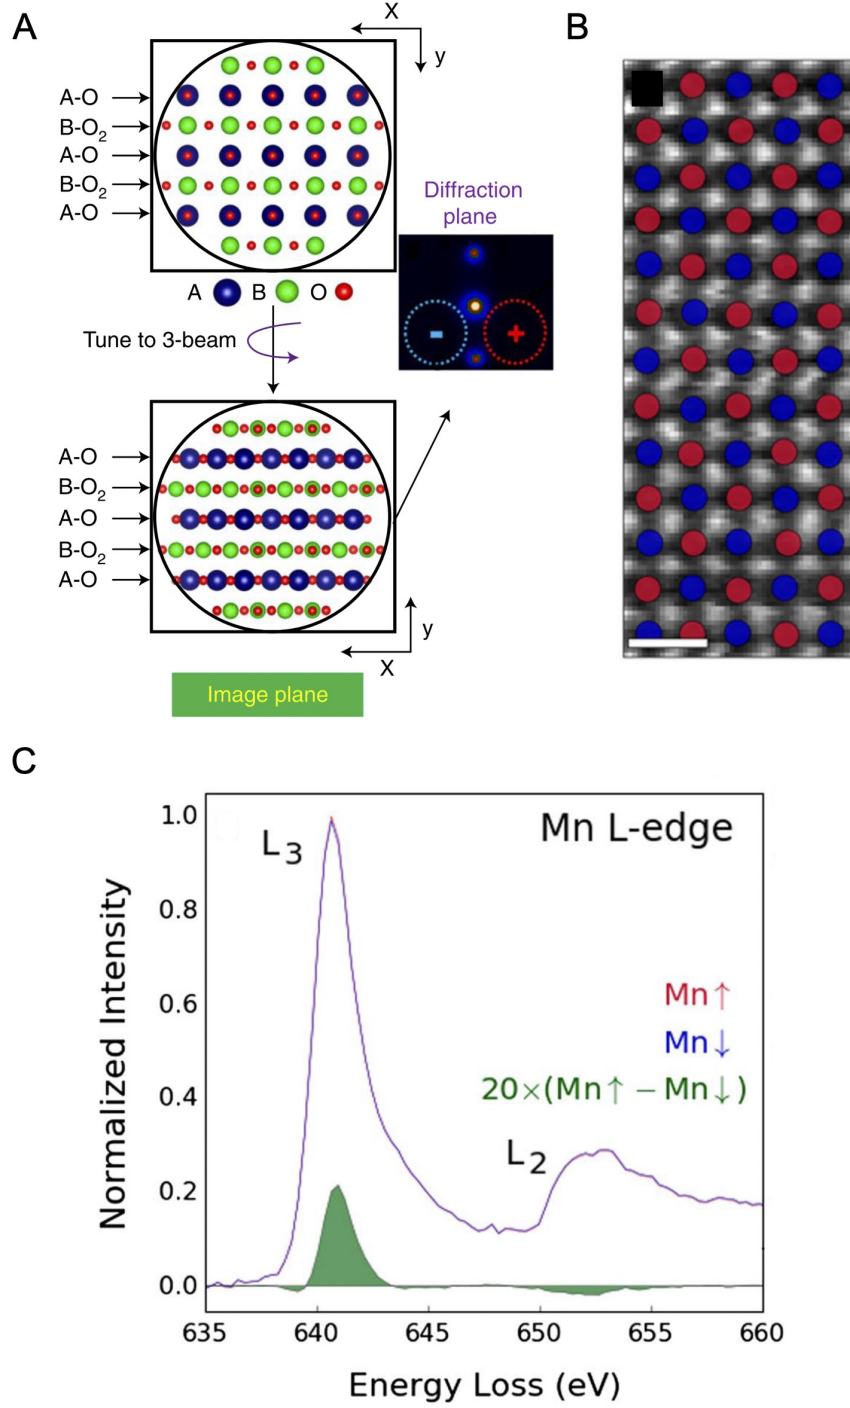 A
X
y
A-O
B-O2
A-O
B-O2
A-O
A B O
Tune to 3-beam
Diffraction
plane
-
+
A-O
B-O2
A-O
B-O2
A-O
y
X
Image plane
B
C
Mn L-edge
L3
L2
Mn↑
Mn↓
20×(Mn↑ − Mn↓)
Normalized Intensity
1.0
0.8
0.6
0.4
0.2
0.0
635 640 645 650 655 660
Energy Loss (eV)